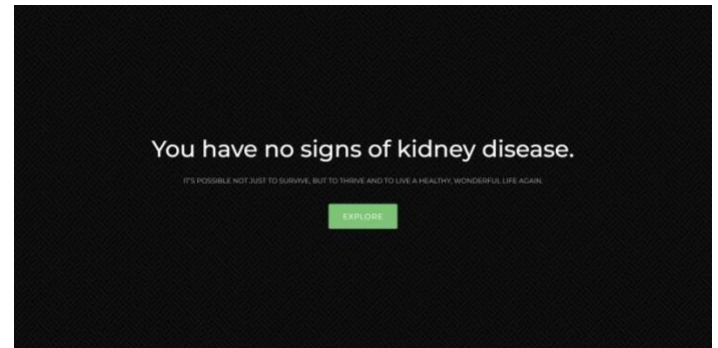 You have no signs of kidney disease.
IT'S POSSIBLE NOT JUST TO SURVIVE, BUT TO THRIVE AND TO LIVE A HEALTHY, WONDERFUL LIFE AGAIN.
EXPLORE